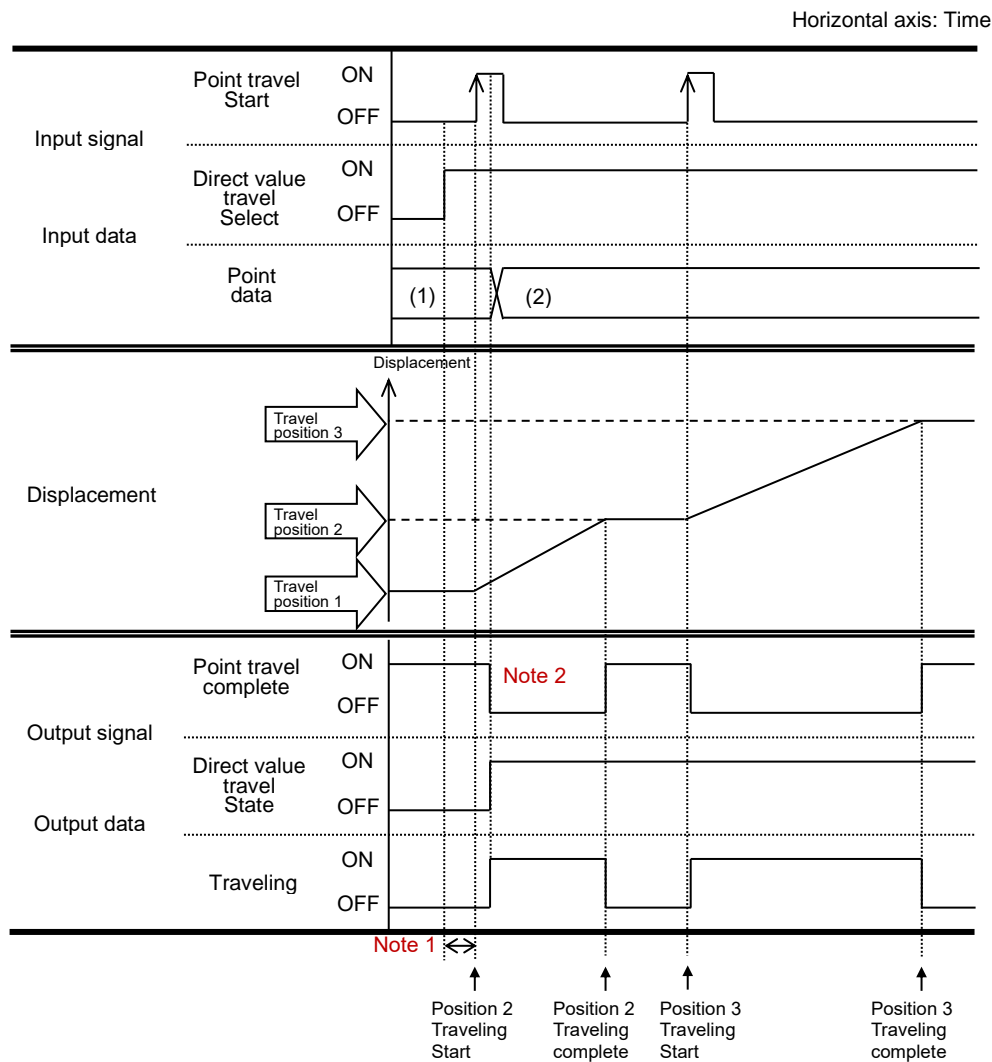 Horizontal axis: Time
Input signal
Input data
Point travel
Start
ON
OFF
Direct value
travel
Select
ON
OFF
Point
data
(1)
(2)
Displacement
Displacement
Travel
position 3
Travel
position 2
Travel
position 1
Output signal
Output data
Point travel
complete
ON
OFF
Note 2
Direct value
travel
State
ON
OFF
Traveling
ON
OFF
Note 1
Position 2
Traveling
Start
Position 2
Traveling
complete
Position 3
Traveling
Start
Position 3
Traveling
complete